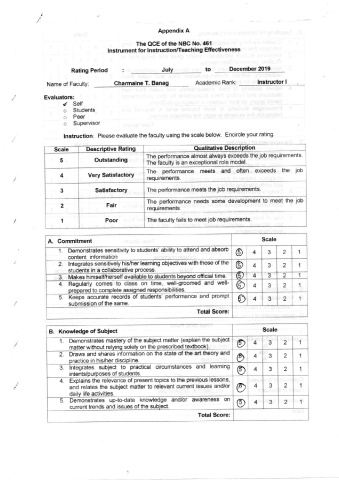 Appendix A
The QCE of the NBC No. 461
Instrument for Instruction/Teaching Effectiveness
Rating Period : July to December 2019
Name of Faculty: Charmaine T. Banag Academic Rank: Instructor I
Evaluators:
✔ Self
o Students
o Peer
o Supervisor
Instruction: Please evaluate the faculty using the scale below. Encircle your rating
Scale Descriptive Rating Qualitative Description
5 Outstanding The performance almost always exceeds the job requirements. The faculty is an exceptional role model.
4 Very Satisfactory The performance meets and often exceeds the job requirements.
3 Satisfactory The performance meets the job requirements.
2 Fair The performance needs some development to meet the job requirements.
1 Poor The faculty fails to meet job requirements.
A. Commitment Scale
1. Demonstrates sensitivity to students' ability to attend and absorb content information. 5 4 3 2 1
2. Integrates sensitively his/her learning objectives with those of the students in a collaborative process. 5 4 3 2 1
3. Makes himself/herself available to students beyond official time. 5 4 3 2 1
4. Regularly comes to class on time, well-groomed and well-prepared to complete assigned responsibilities. 5 4 3 2 1
5. Keeps accurate records of students' performance and prompt submission of the same. 5 4 3 2 1
Total Score:
B. Knowledge of Subject Scale
1. Demonstrates mastery of the subject matter (explain the subject matter without relying solely on the prescribed textbook). 5 4 3 2 1
2. Draws and shares information on the state of the art theory and practice in his/her discipline. 5 4 3 2 1
3. Integrates subject to practical circumstances and learning intents/purposes of students. 5 4 3 2 1
4. Explains the relevance of present topics to the previous lessons, and relates the subject matter to relevant current issues and/or daily life activities. 5 4 3 2 1
5. Demonstrates up-to-date knowledge and/or awareness on current trends and issues of the subject. 5 4 3 2 1
Total Score: